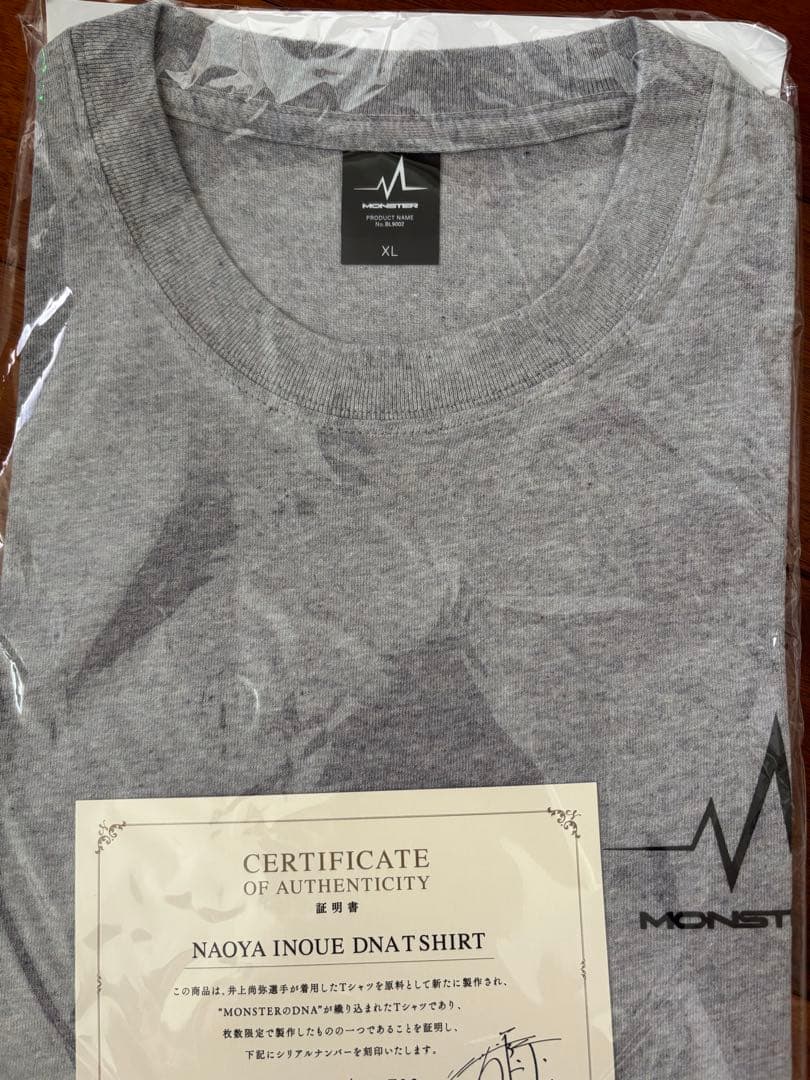 MONSTER
PRODUCT NAME
No. BL9002
XL
MONST
CERTIFICATE
OF AUTHENTICITY
証明書
NAOYA INOUE DNA T SHIRT
この商品は、井上尚弥選手が着用したTシャツを原料として新たに製作され、
“MONSTERのDNA”が織り込まれたTシャツであり、
枚数限定で製作したものの一つであることを証明し、
下記にシリアルナンバーを刻印いたします。